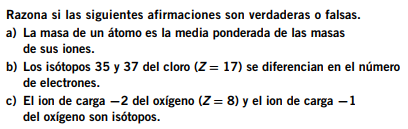 Razona si las siguientes afirmaciones son verdaderas o falsas.
a) La masa de un átomo es la media ponderada de las masas
de sus iones.
b) Los isótopos 35 y 37 del cloro (Z = 17) se diferencian en el número
de electrones.
c) El ion de carga −2 del oxígeno (Z = 8) y el ion de carga −1
del oxígeno son isótopos.